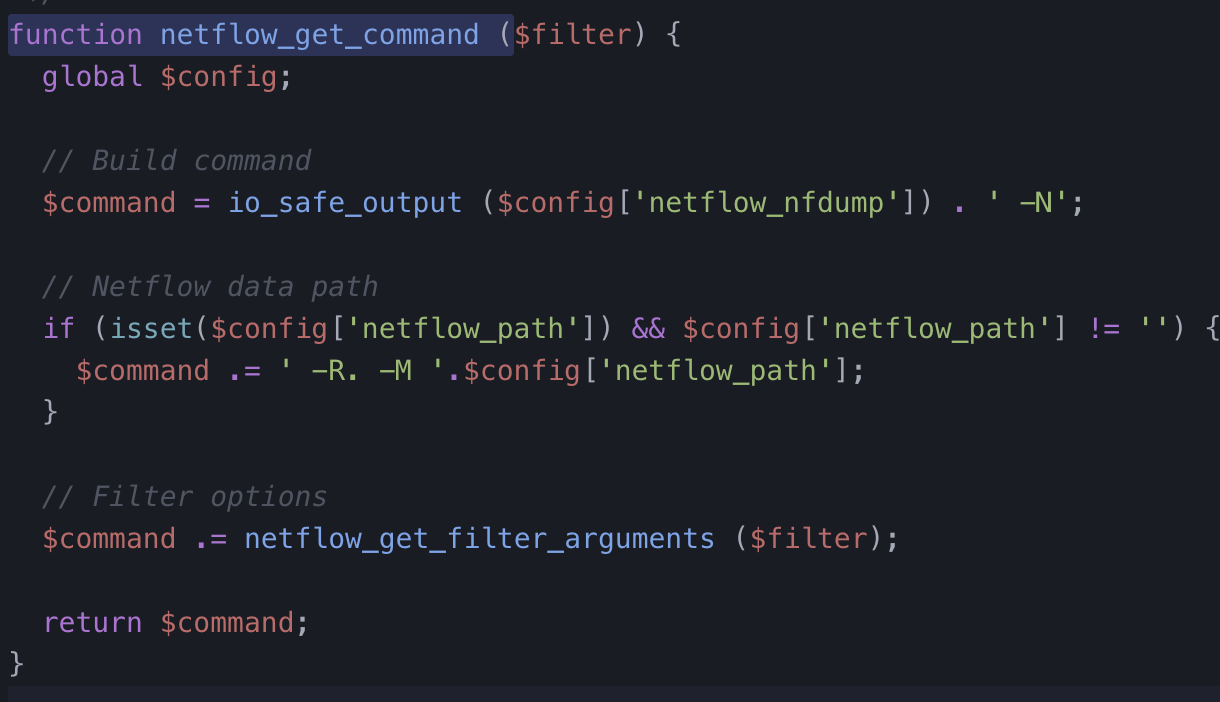 function netflow_get_command ($filter) {
  global $config;

  // Build command
  $command = io_safe_output ($config['netflow_nfdump']) . ' -N';

  // Netflow data path
  if (isset($config['netflow_path']) && $config['netflow_path'] != '') {
    $command .= ' -R. -M '.$config['netflow_path'];
  }

  // Filter options
  $command .= netflow_get_filter_arguments ($filter);

  return $command;
}